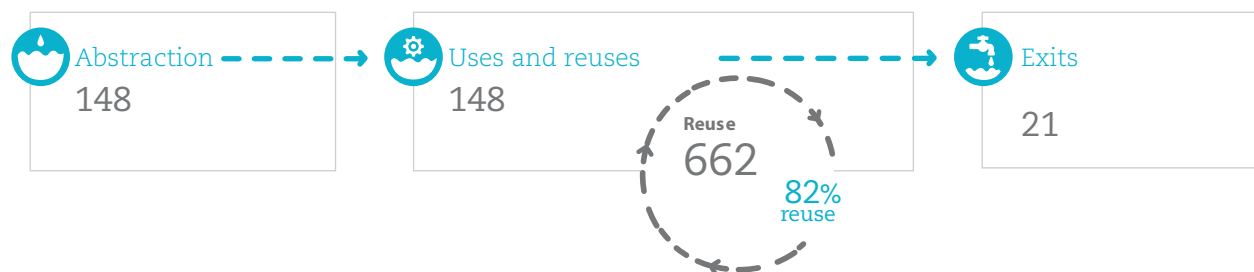 Abstraction
148
Uses and reuses
148
Reuse
662
82%
reuse
Exits
21